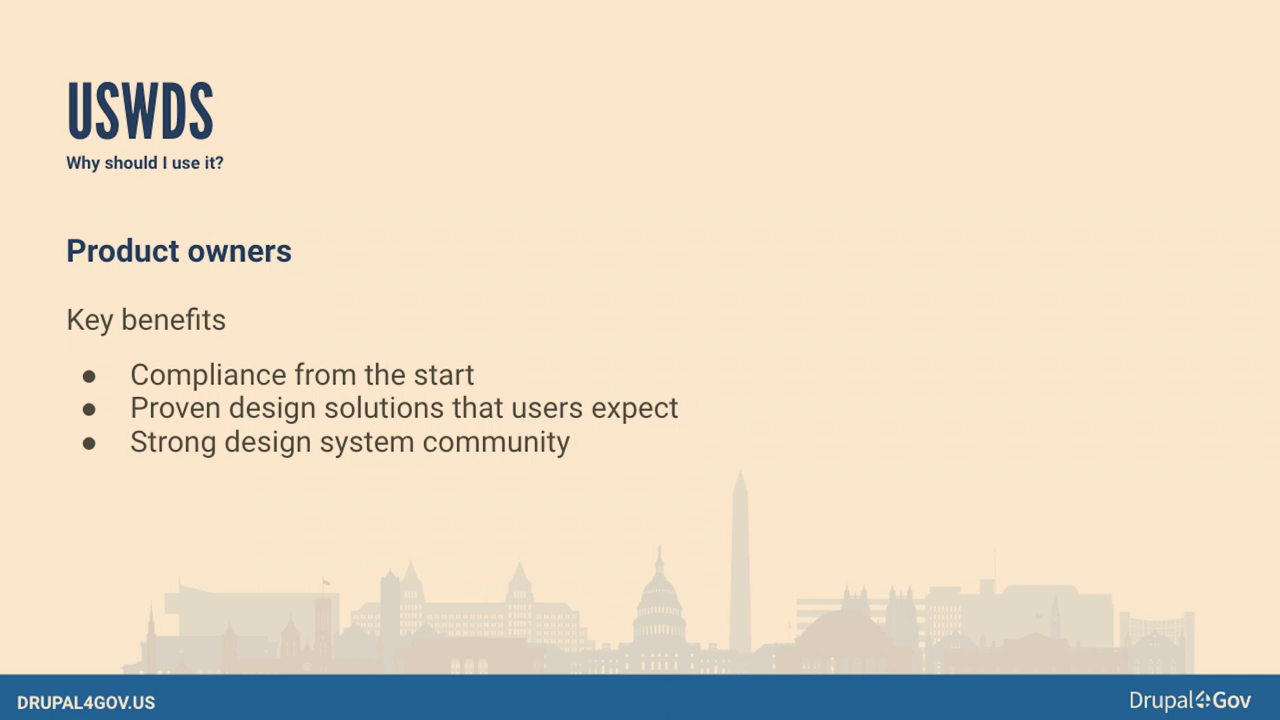 USWDS
Why should I use it?
Product owners
Key benefits
● Compliance from the start
● Proven design solutions that users expect
● Strong design system community
DRUPAL4GOV.US
Drupal4Gov